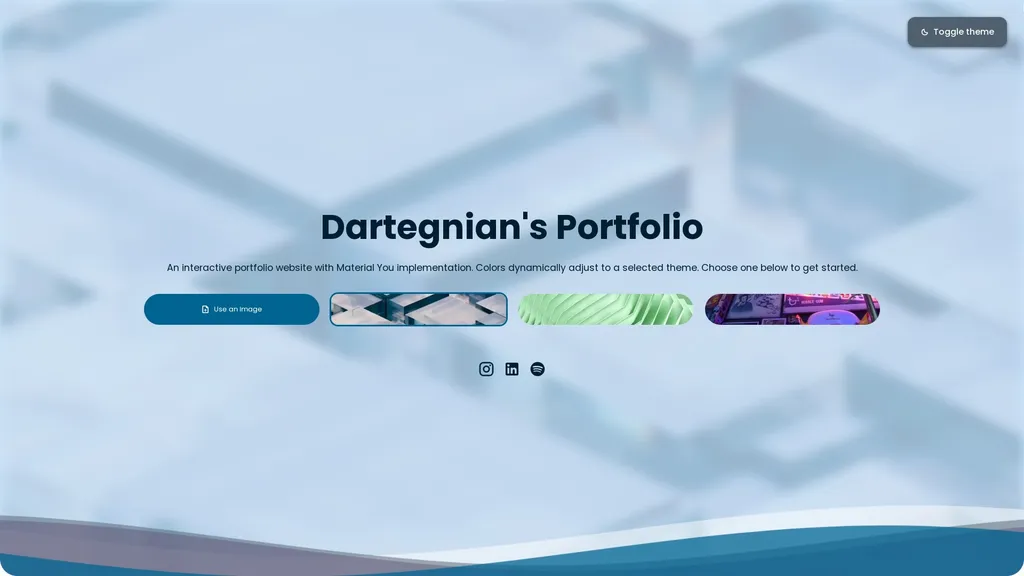 Toggle theme
Dartegnian's Portfolio
An interactive portfolio website with Material You implementation. Colors dynamically adjust to a selected theme. Choose one below to get started.
Use an image